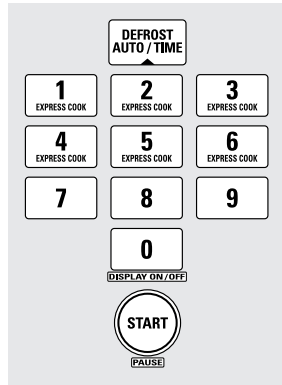 DEFROST
AUTO / TIME
1 2 3
EXPRESS COOK EXPRESS COOK EXPRESS COOK
4 5 6
EXPRESS COOK EXPRESS COOK EXPRESS COOK
7 8 9
0
DISPLAY ON/OFF
START
PAUSE